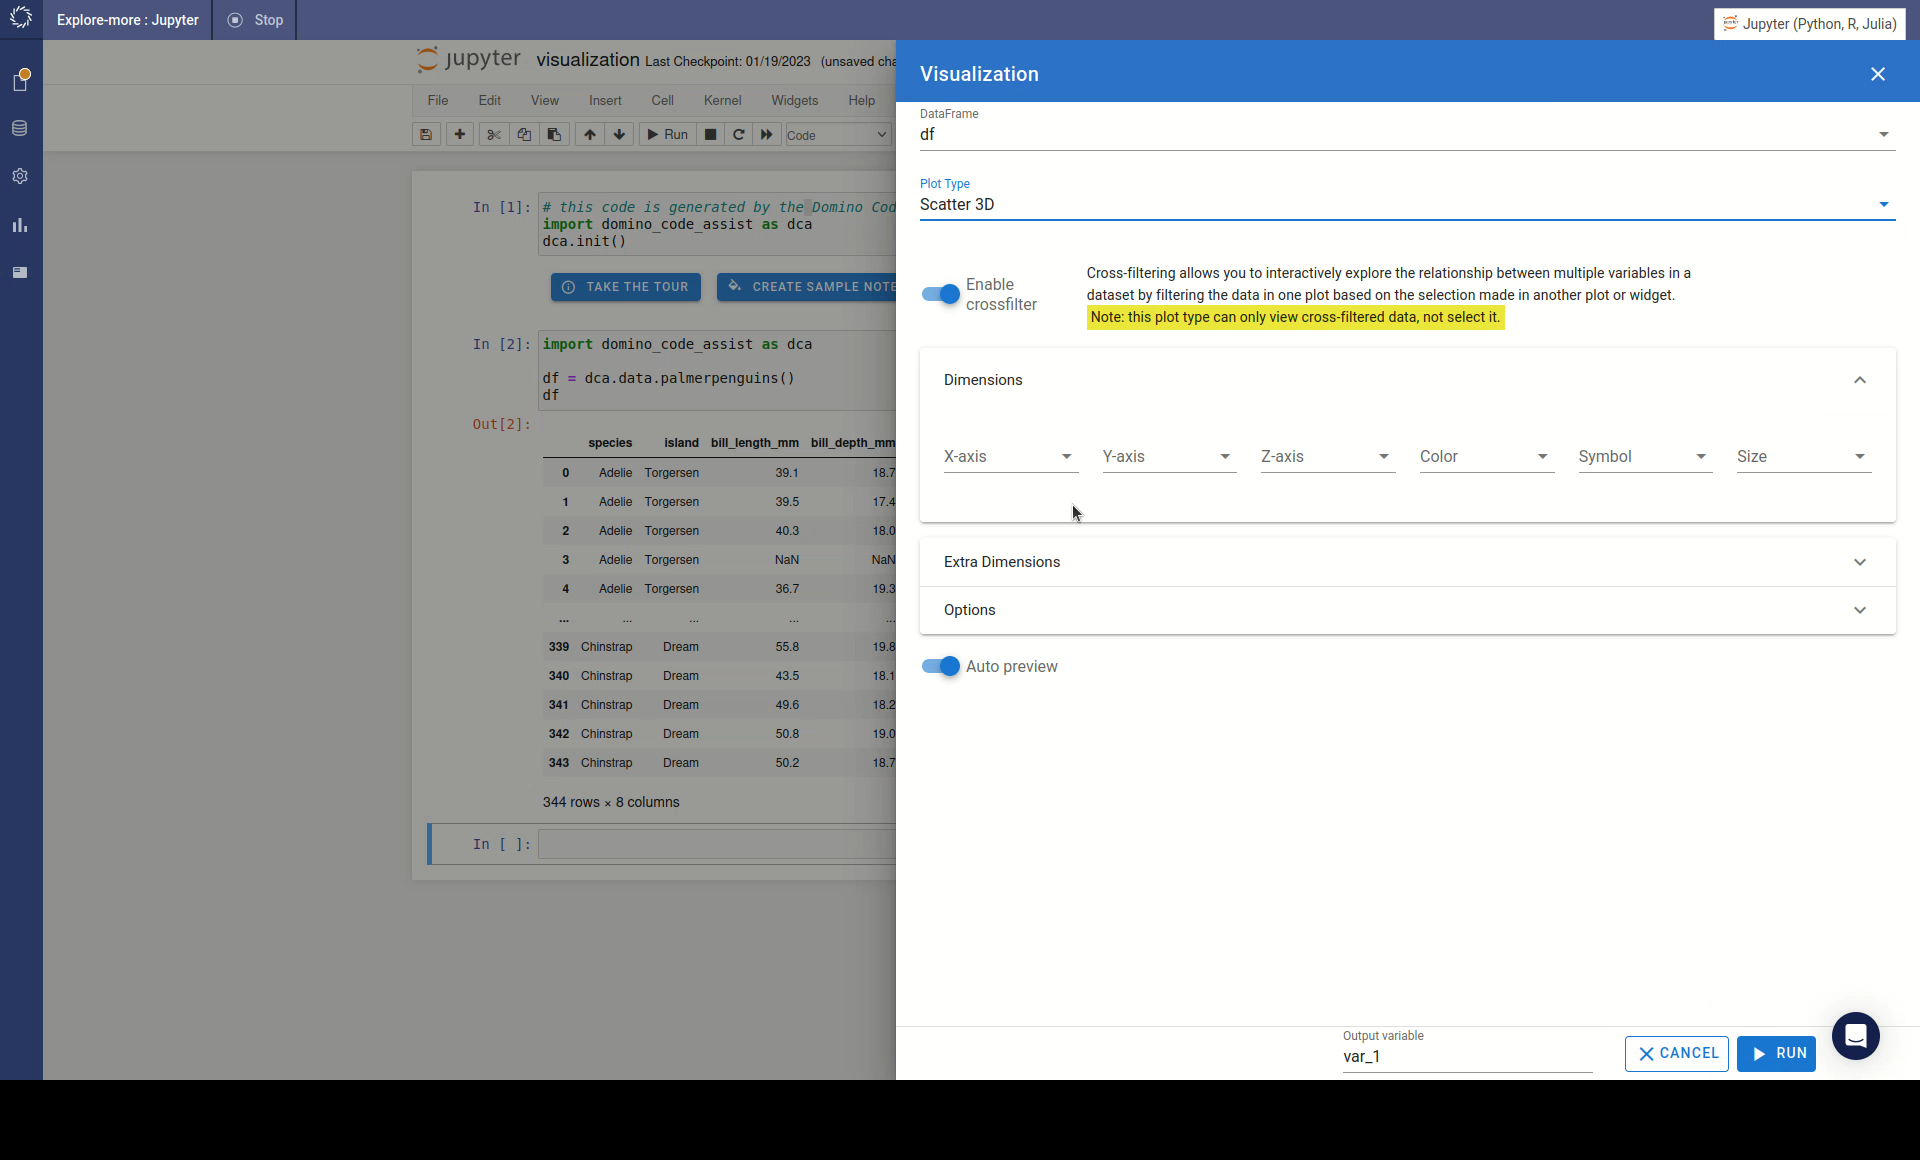 Explore-more : Jupyter
Stop
Jupyter (Python, R, Julia)
jupyter visualization Last Checkpoint: 01/19/2023 (unsaved cha
File Edit View Insert Cell Kernel Widgets Help
Run Code
In [1]:
# this code is generated by the Domino Cod
import domino_code_assist as dca
dca.init()
TAKE THE TOUR
CREATE SAMPLE NOTE
In [2]:
import domino_code_assist as dca
df = dca.data.palmerpenguins()
df
Out[2]:
species island bill_length_mm bill_depth_mm
0 Adelie Torgersen 39.1 18.7
1 Adelie Torgersen 39.5 17.4
2 Adelie Torgersen 40.3 18.0
3 Adelie Torgersen NaN NaN
4 Adelie Torgersen 36.7 19.3
... ... ... ... ...
339 Chinstrap Dream 55.8 19.8
340 Chinstrap Dream 43.5 18.1
341 Chinstrap Dream 49.6 18.2
342 Chinstrap Dream 50.8 19.0
343 Chinstrap Dream 50.2 18.7
344 rows × 8 columns
In [ ]:
Visualization
DataFrame
df
Plot Type
Scatter 3D
Enable
crossfilter
Cross-filtering allows you to interactively explore the relationship between multiple variables in a
dataset by filtering the data in one plot based on the selection made in another plot or widget.
Note: this plot type can only view cross-filtered data, not select it.
Dimensions
X-axis Y-axis Z-axis Color Symbol Size
Extra Dimensions
Options
Auto preview
Output variable
var_1
CANCEL
RUN